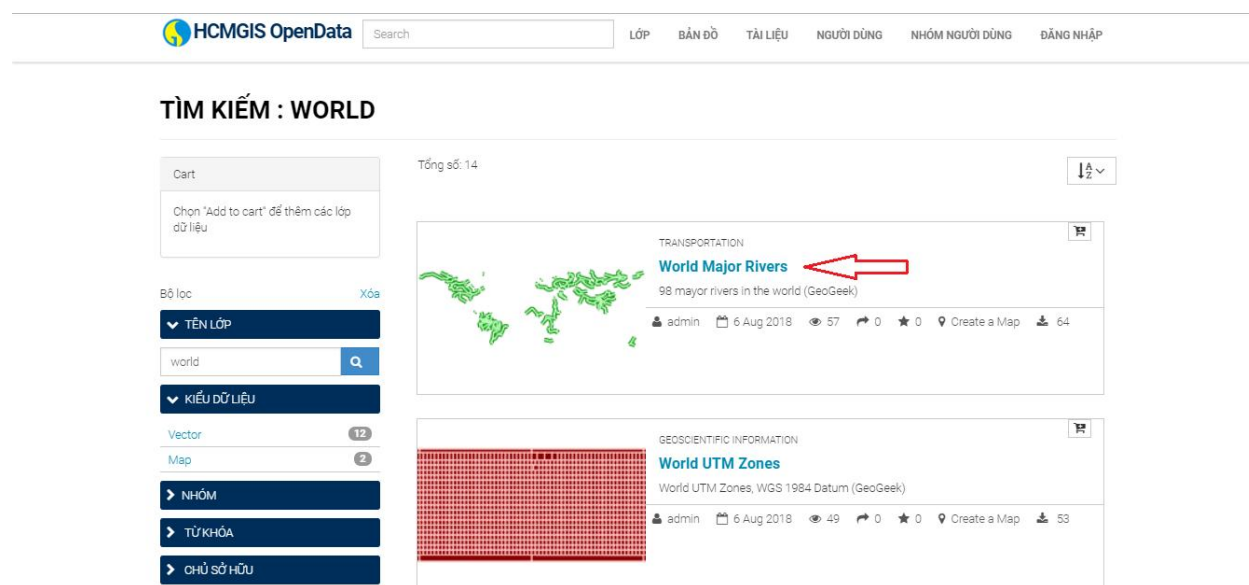 HCMGIS OpenData
Search
LỚP BẢN ĐỒ TÀI LIỆU NGƯỜI DÙNG NHÓM NGƯỜI DÙNG ĐĂNG NHẬP
TÌM KIẾM : WORLD
Cart
Chọn "Add to cart" để thêm các lớp
dữ liệu
Bộ lọc Xóa
TÊN LỚP
world
KIỂU DỮ LIỆU
Vector 12
Map 2
NHÓM
TỪ KHÓA
CHỦ SỞ HỮU
Tổng số: 14
TRANSPORTATION
World Major Rivers
98 mayor rivers in the world (GeoGeek)
admin 6 Aug 2018 57 0 0 Create a Map 64
GEOSCIENTIFIC INFORMATION
World UTM Zones
World UTM Zones, WGS 1984 Datum (GeoGeek)
admin 6 Aug 2018 49 0 0 Create a Map 53